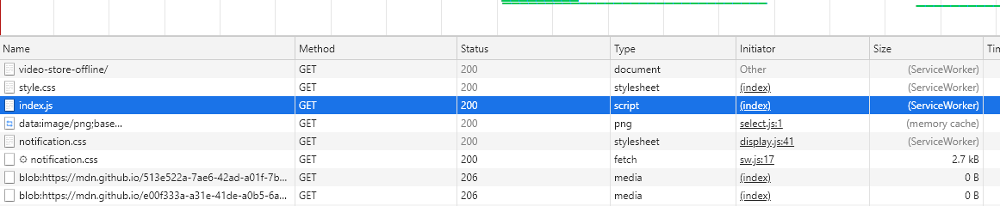 Name Method Status Type Initiator Size Tim
video-store-offline/ GET 200 document Other (ServiceWorker)
style.css GET 200 stylesheet (index) (ServiceWorker)
index.js GET 200 script (index) (ServiceWorker)
data:image/png;base... GET 200 png select.js:1 (memory cache)
notification.css GET 200 stylesheet display.js:41 (ServiceWorker)
notification.css GET 200 fetch sw.js:17 2.7 kB
blob:https://mdn.github.io/513e522a-7ae6-42ad-a01f-7b... GET 206 media (index) 0 B
blob:https://mdn.github.io/e00f333a-a31e-41de-a0b5-6a... GET 206 media (index) 0 B